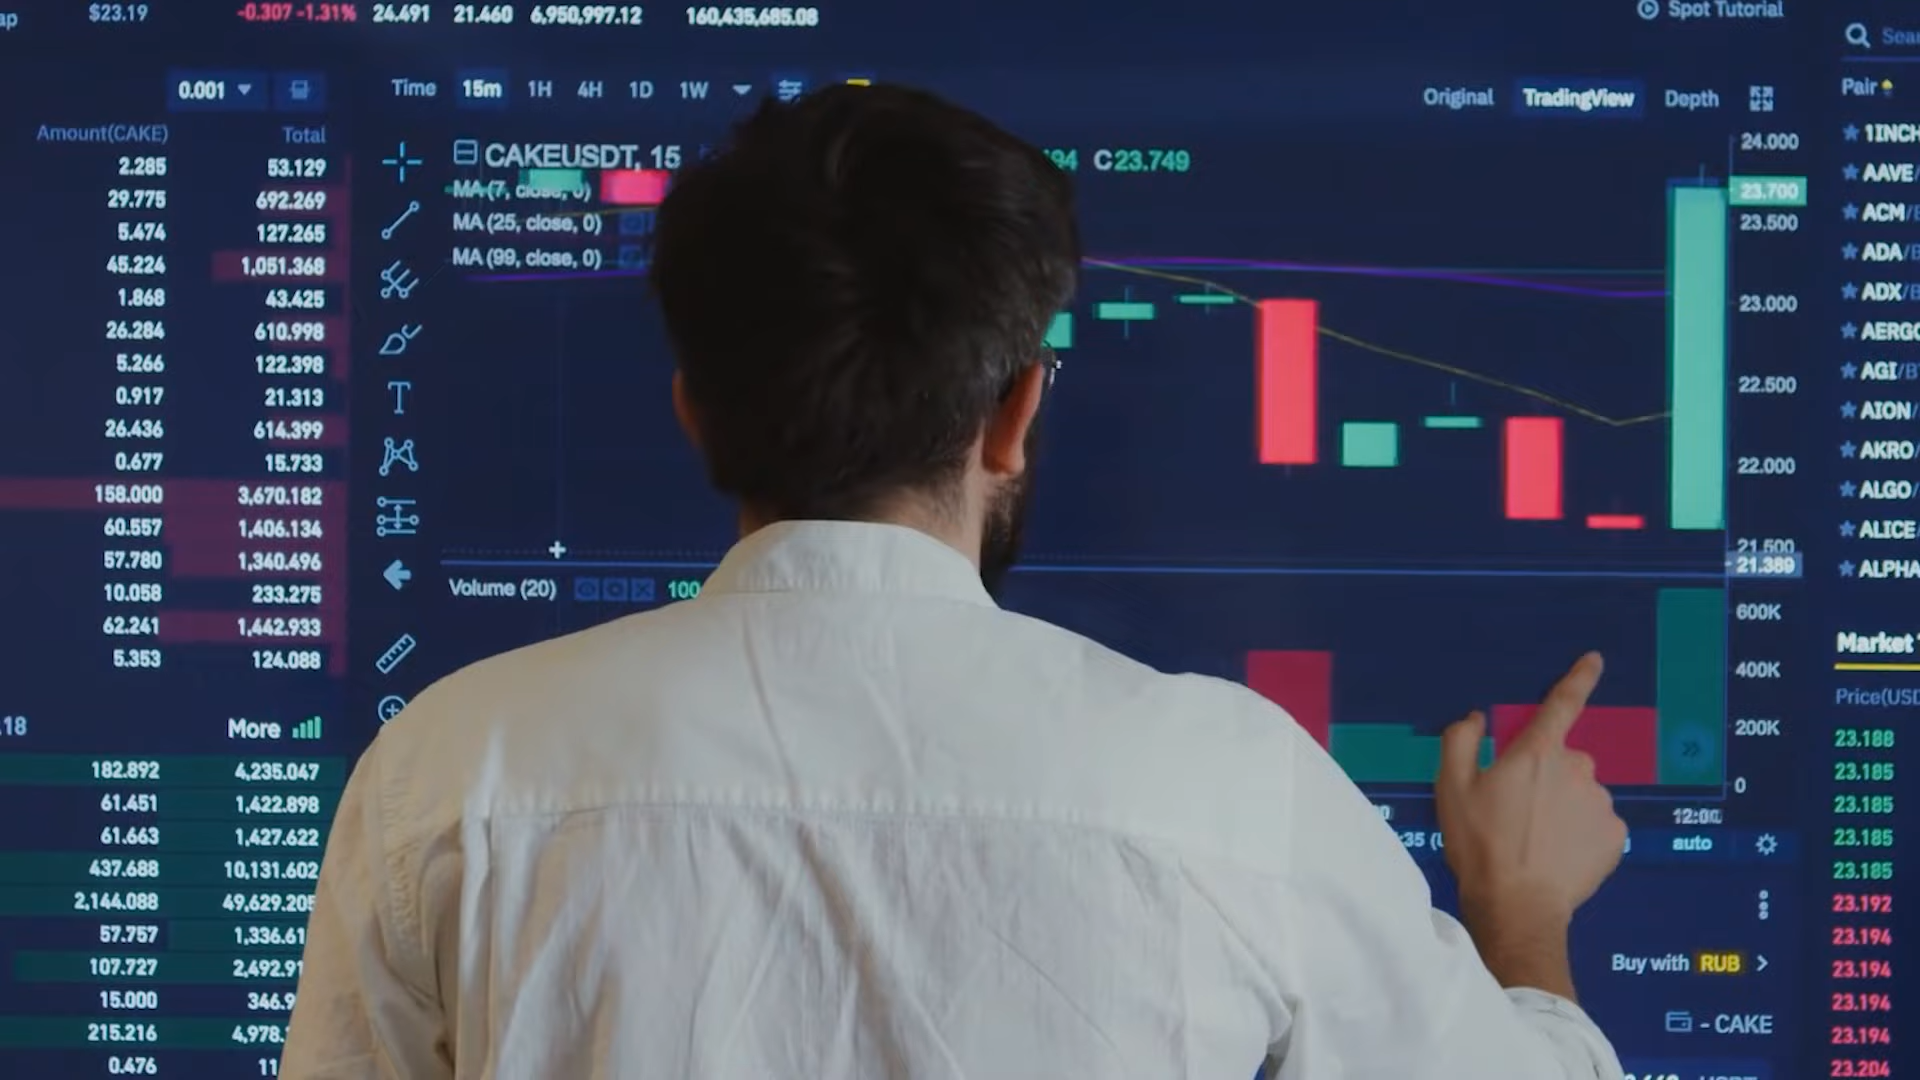 $23.19 -0.307 -1.31% 24.491 21.460 6,950,997.12 160,435,685.08
Spot Tutorial
0.001
Time 15m 1H 4H 1D 1W
Original TradingView Depth
Pair
Amount(CAKE) Total
2.285 53.129
29.775 692.269
5.474 127.265
45.224 1,051.368
1.868 43.425
26.284 610.998
5.266 122.398
0.917 21.313
26.436 614.399
0.677 15.733
158.000 3,670.182
60.557 1,406.134
57.780 1,340.496
10.058 233.275
62.241 1,442.933
5.353 124.088
.18 More
182.892 4,235.047
61.451 1,422.898
61.663 1,427.622
437.688 10,131.602
2,144.088 49,629.205
57.757 1,336.61
107.727 2,492.91
15.000 346.9
215.216 4,978.
0.476 11
CAKEUSDT, 15
94 C23.749
MA (7, close, 0)
MA (25, close, 0)
MA (99, close, 0)
Volume (20) 100
24.000
23.700
23.500
23.000
22.500
22.000
21.500
21.389
600K
400K
200K
0
12:00
auto
Buy with RUB
- CAKE
1INCH
AAVE/
ACM/B
ADA/B
ADX/B
AERGO
AGI/B
AION/
AKRO/
ALGO/
ALICE/
ALPHA
Market
Price(USD
23.188
23.185
23.185
23.185
23.185
23.192
23.194
23.194
23.194
23.194
23.204